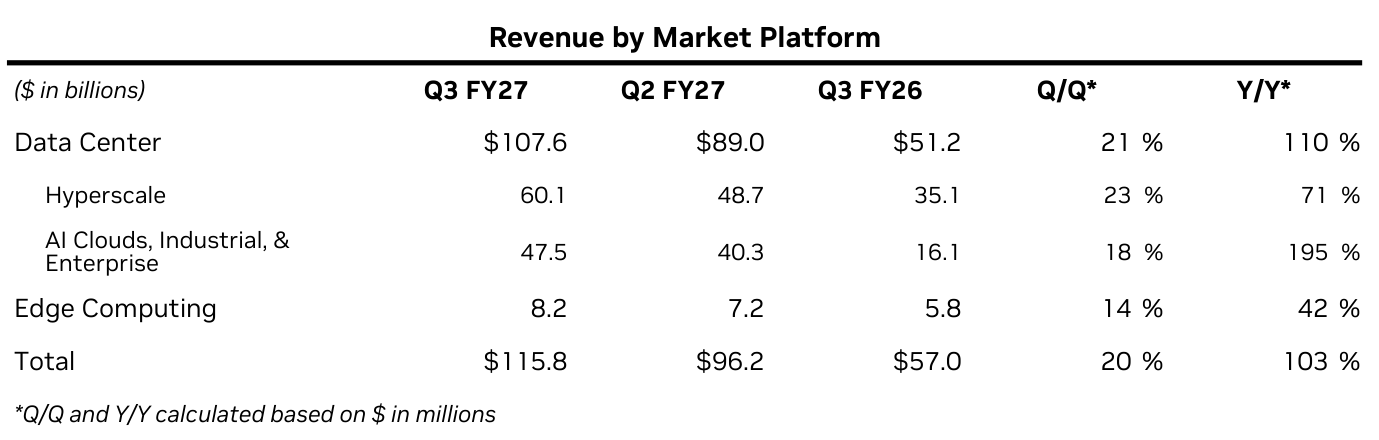 Revenue by Market Platform
($ in billions) Q3 FY27 Q2 FY27 Q3 FY26 Q/Q* Y/Y*
Data Center $107.6 $89.0 $51.2 21 % 110 %
Hyperscale 60.1 48.7 35.1 23 % 71 %
AI Clouds, Industrial, &
Enterprise 47.5 40.3 16.1 18 % 195 %
Edge Computing 8.2 7.2 5.8 14 % 42 %
Total $115.8 $96.2 $57.0 20 % 103 %
*Q/Q and Y/Y calculated based on $ in millions